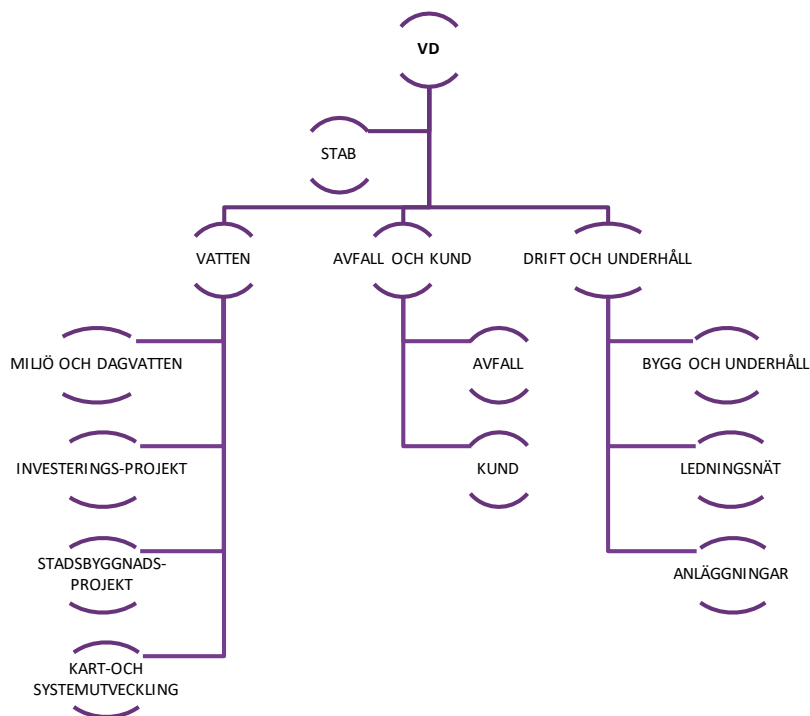 VD
STAB
VATTEN
AVFALL OCH KUND
DRIFT OCH UNDERHÅLL
MILJÖ OCH DAGVATTEN
AVFALL
BYGG OCH UNDERHÅLL
INVESTERINGS-PROJEKT
KUND
LEDNINGSNÄT
STADSBYGGNADS-
PROJEKT
ANLÄGGNINGAR
KART-OCH
SYSTEMUTVECKLING